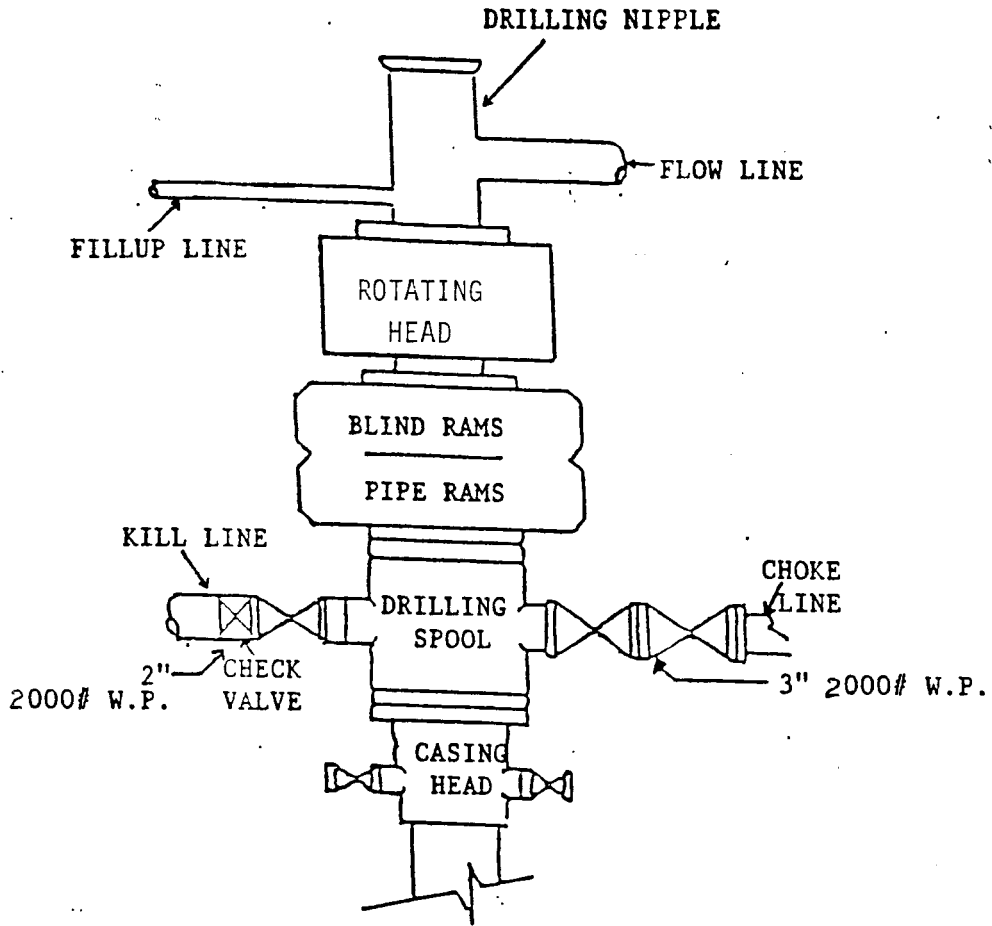 DRILLING NIPPLE
FLOW LINE
FILLUP LINE
ROTATING
HEAD
BLIND RAMS
PIPE RAMS
KILL LINE
CHOKE
LINE
DRILLING
SPOOL
2"
2000# W.P.
CHECK
VALVE
3" 2000# W.P.
CASING
HEAD